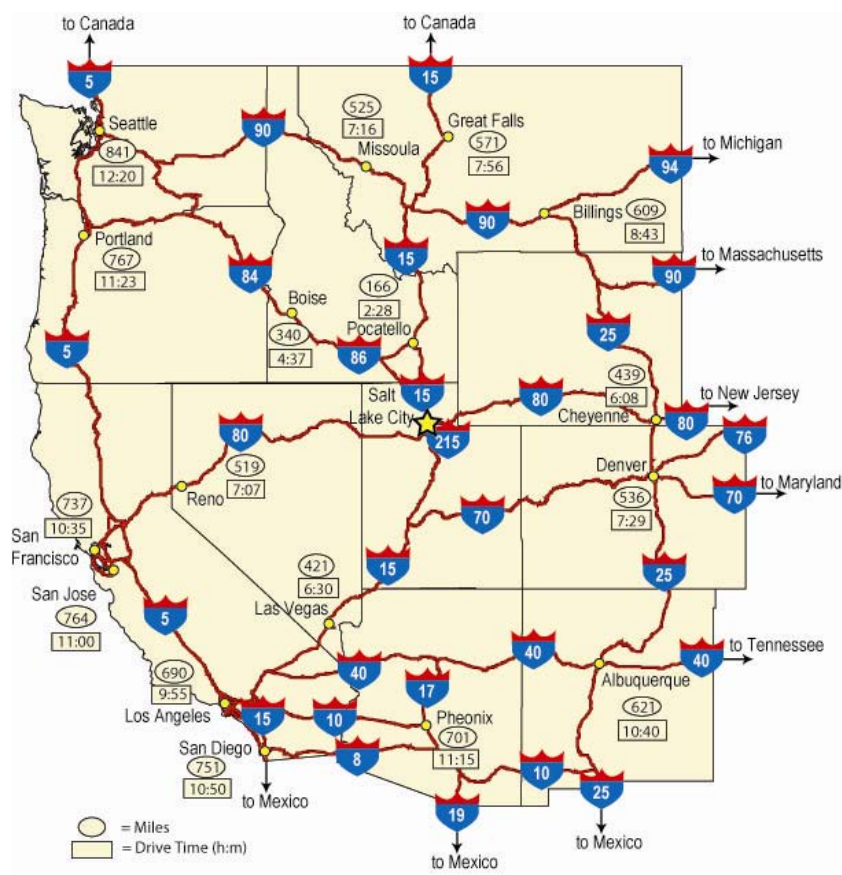 to Canada
to Canada
5
15
Seattle
841
12:20
90
525
7:16
Missoula
Great Falls
571
7:56
to Michigan
94
Portland
767
11:23
84
90
Billings
609
8:43
15
to Massachusetts
90
Boise
340
4:37
166
2:28
Pocatello
86
25
5
15
Salt
Lake City
215
80
439
6:08
Cheyenne
to New Jersey
80
76
80
519
7:07
Reno
Denver
536
7:29
to Maryland
70
70
737
10:35
San
Francisco
San Jose
764
11:00
5
421
6:30
Las Vegas
15
25
690
9:55
Los Angeles
40
40
to Tennessee
40
Albuquerque
621
10:40
17
15
10
Pheonix
701
11:15
San Diego
751
10:50
8
to Mexico
10
19
to Mexico
25
to Mexico
= Miles
= Drive Time (h:m)